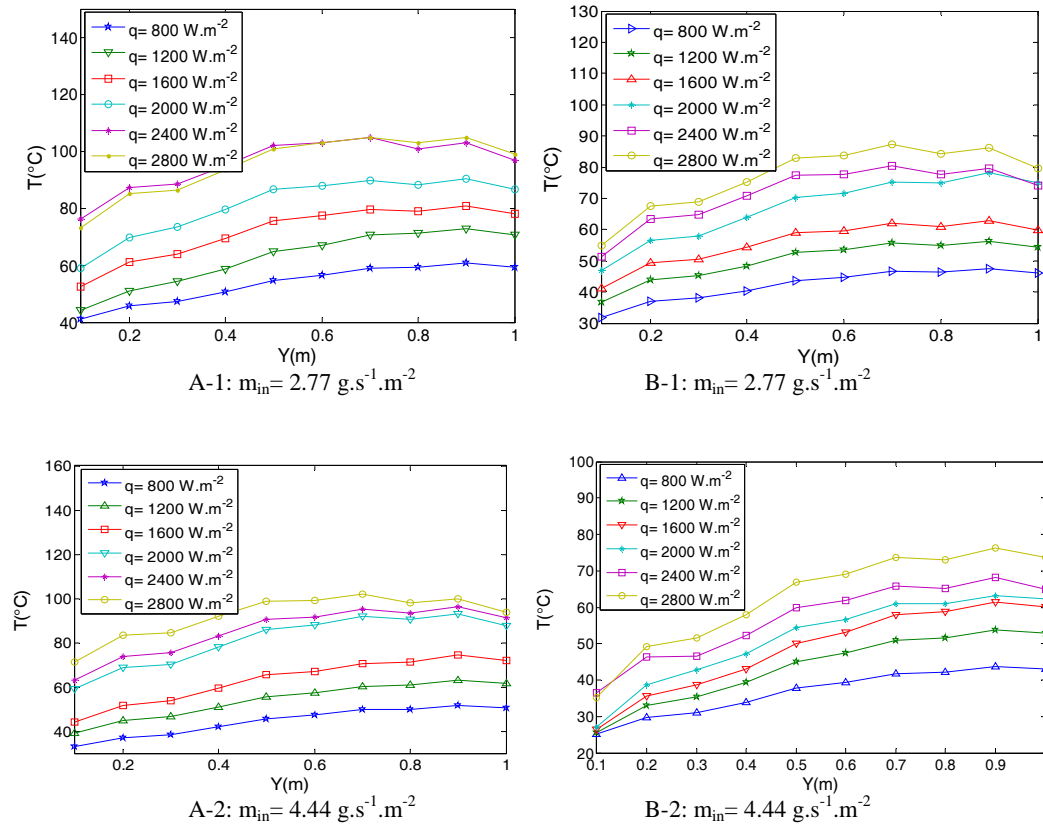 140
120
100
80
60
40
T(°C)
q= 800 W.m⁻²
q= 1200 W.m⁻²
q= 1600 W.m⁻²
q= 2000 W.m⁻²
q= 2400 W.m⁻²
q= 2800 W.m⁻²
0.2 0.4 0.6 0.8 1
Y(m)
A-1: mᵢₙ= 2.77 g.s⁻¹.m⁻²
130
120
110
100
90
80
70
60
50
40
30
T(°C)
q= 800 W.m⁻²
q= 1200 W.m⁻²
q= 1600 W.m⁻²
q= 2000 W.m⁻²
q= 2400 W.m⁻²
q= 2800 W.m⁻²
0.2 0.4 0.6 0.8 1
Y(m)
B-1: mᵢₙ= 2.77 g.s⁻¹.m⁻²
160
140
120
100
80
60
40
T(°C)
q= 800 W.m⁻²
q= 1200 W.m⁻²
q= 1600 W.m⁻²
q= 2000 W.m⁻²
q= 2400 W.m⁻²
q= 2800 W.m⁻²
0.2 0.4 0.6 0.8 1
Y(m)
A-2: mᵢₙ= 4.44 g.s⁻¹.m⁻²
100
90
80
70
60
50
40
30
20
T(°C)
q= 800 W.m⁻²
q= 1200 W.m⁻²
q= 1600 W.m⁻²
q= 2000 W.m⁻²
q= 2400 W.m⁻²
q= 2800 W.m⁻²
0.1 0.2 0.3 0.4 0.5 0.6 0.7 0.8 0.9
Y(m)
B-2: mᵢₙ= 4.44 g.s⁻¹.m⁻²